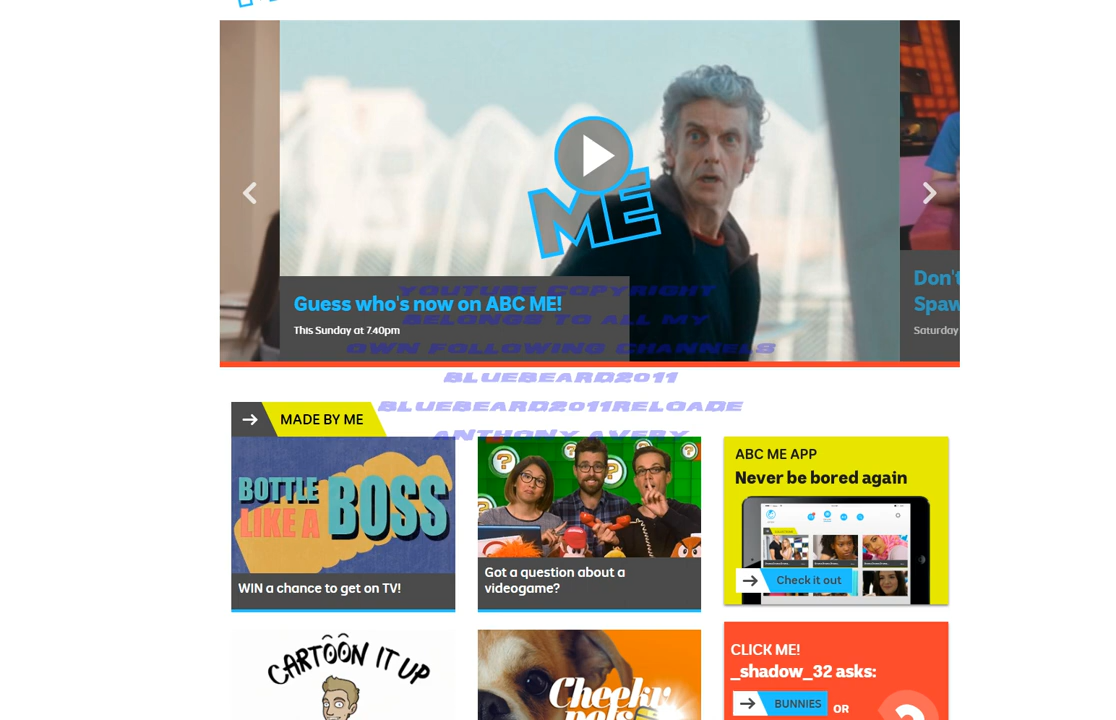 ME
Guess who's now on ABC ME!
This Sunday at 7.40pm
Don't
Spaw
Saturday
YOUTUBE COPYRIGHT
BELONGS TO ALL MY
OWN FOLLOWING CHANNELS
BLUEBEARD2011
BLUEBEARD2011RELOADE
ANTHONY AVERY
MADE BY ME
BOTTLE
LIKE A
BOSS
WIN a chance to get on TV!
Got a question about a
videogame?
ABC ME APP
Never be bored again
Check it out
CARTOON IT UP
Cheeky
pets
CLICK ME!
_shadow_32 asks:
BUNNIES
OR